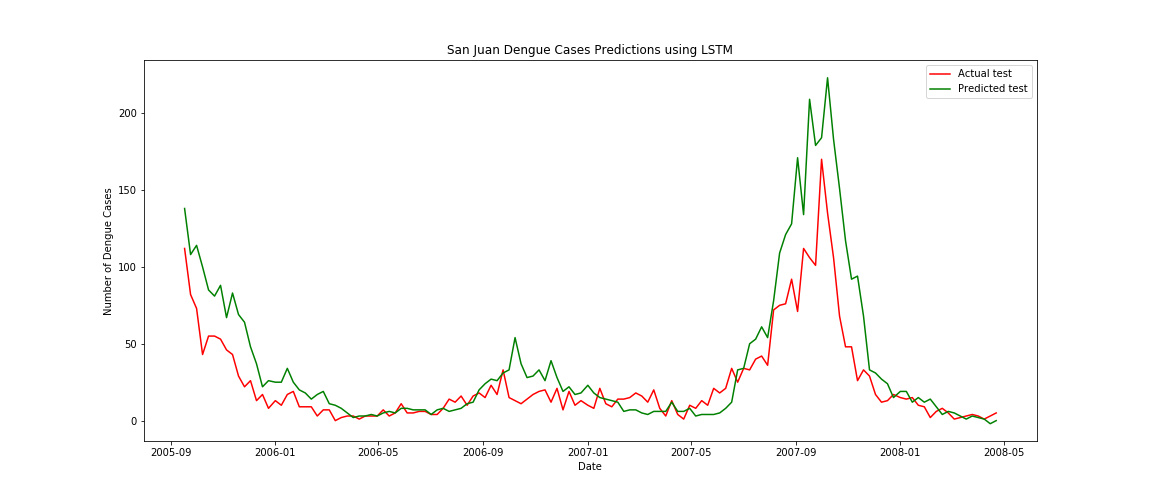 San Juan Dengue Cases Predictions using LSTM
Actual test
Predicted test
Number of Dengue Cases
200
150
100
50
0
2005-09 2006-01 2006-05 2006-09 2007-01 2007-05 2007-09 2008-01 2008-05
Date